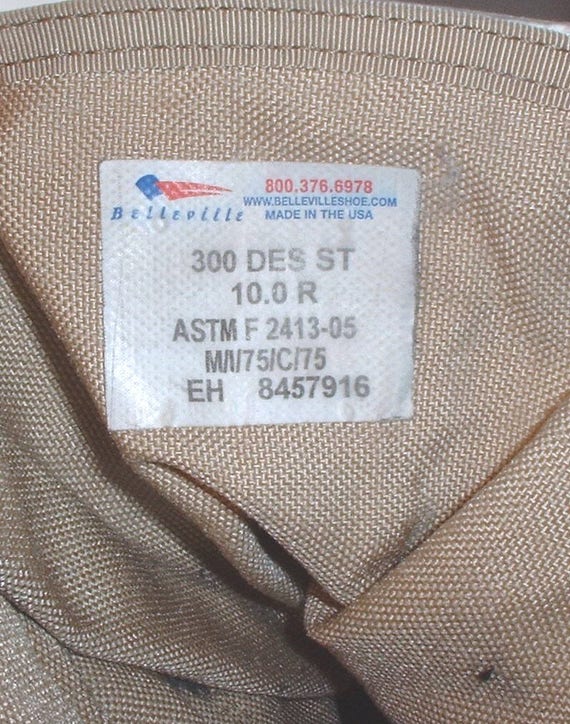 Belleville
800.376.6978
WWW.BELLEVILLESHOE.COM
MADE IN THE USA
300 DES ST
10.0 R
ASTM F 2413-05
M/I/75/C/75
EH 8457916